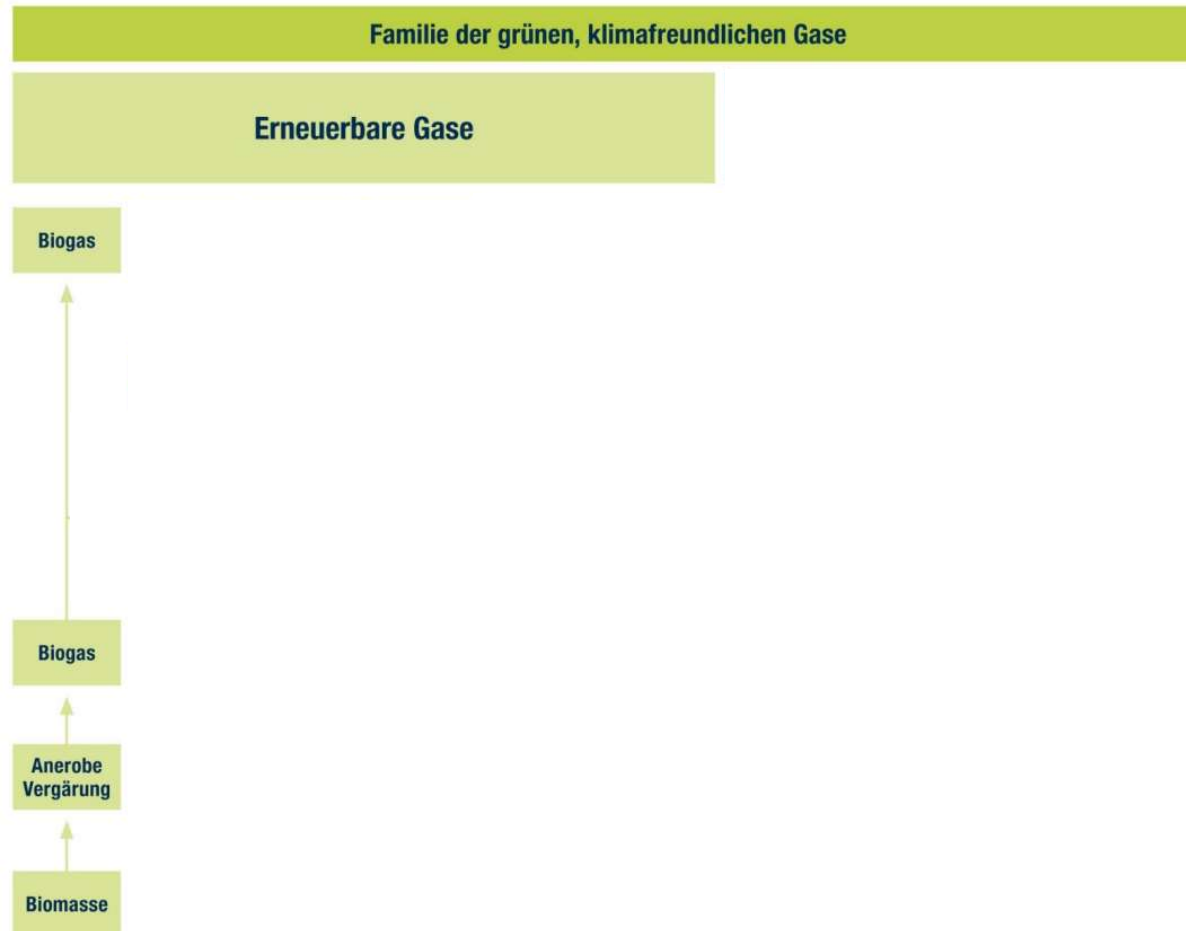 Familie der grünen, klimafreundlichen Gase
Erneuerbare Gase
Biogas
Biogas
Anerobe
Vergärung
Biomasse